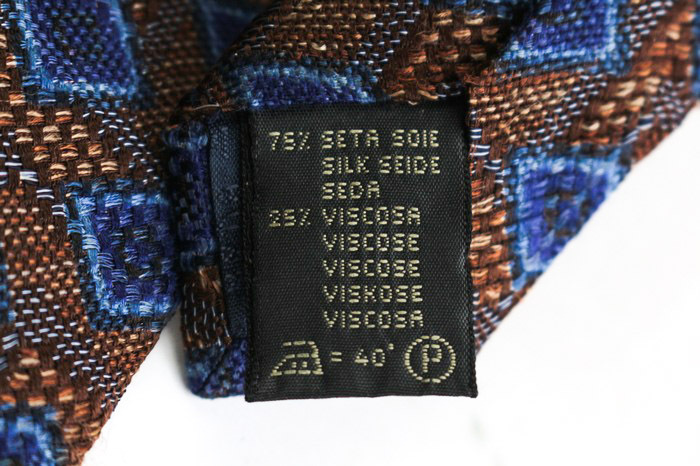 75% SETA SOIE
SILK SEIDE
SEDA
25% VISCOSA
VISCOSE
VISCOSE
VISKOSE
VISCOSA
= 40° P